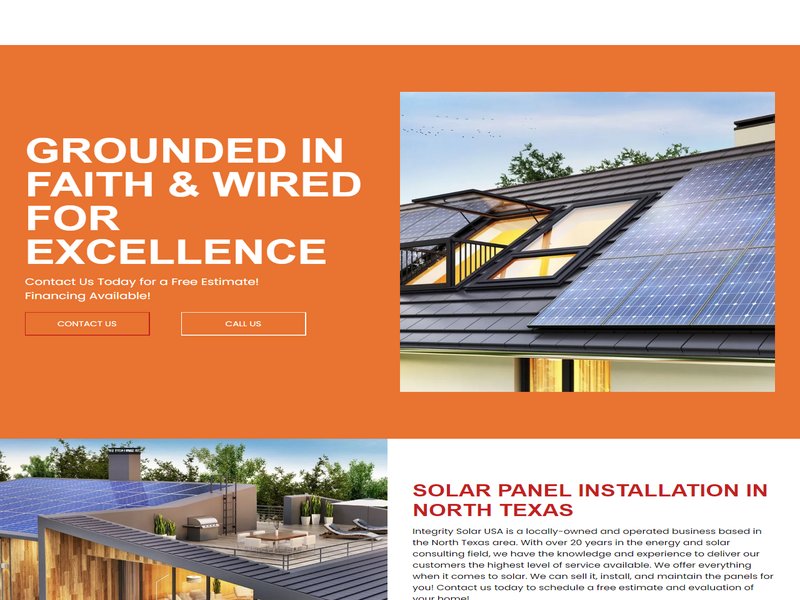 GROUNDED IN
FAITH & WIRED
FOR
EXCELLENCE
Contact Us Today for a Free Estimate!
Financing Available!
CONTACT US
CALL US
SOLAR PANEL INSTALLATION IN
NORTH TEXAS
Integrity Solar USA is a locally-owned and operated business based in
the North Texas area. With over 20 years in the energy and solar
consulting field, we have the knowledge and experience to deliver our
customers the highest level of service available. We offer everything
when it comes to solar. We can sell it, install, and maintain the panels for
you! Contact us today to schedule a free estimate and evaluation of
your home!